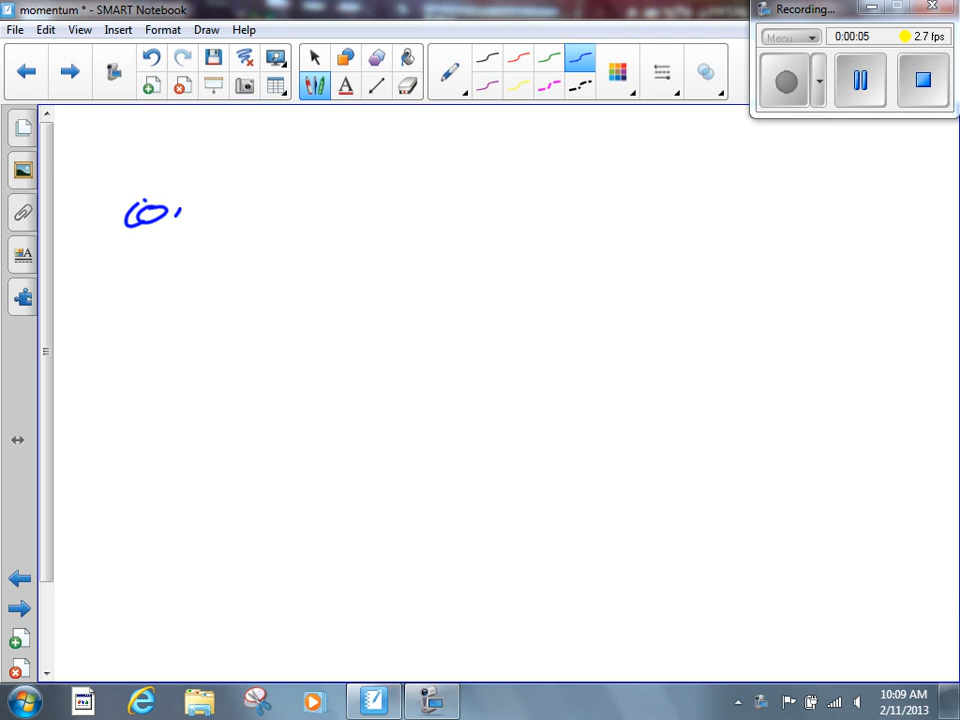 momentum * - SMART Notebook
Recording...
File Edit View Insert Format Draw Help
Menu
0:00:05
2.7 fps
A
A
10:09 AM
2/11/2013